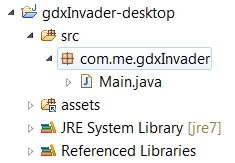 gdxInvader-desktop
src
com.me.gdxInvader
Main.java
assets
JRE System Library [jre7]
Referenced Libraries